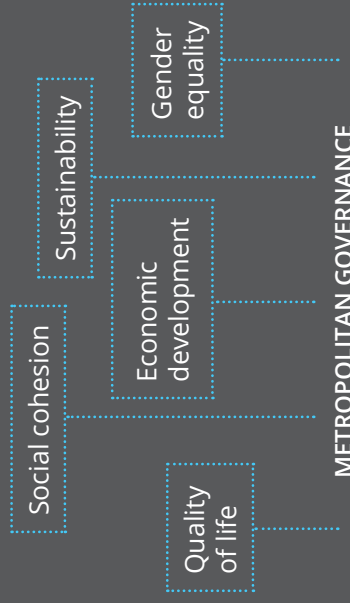 Social cohesion
Sustainability
Gender
equality
Economic
development
Quality
of life
METROPOLITAN GOVERNANCE